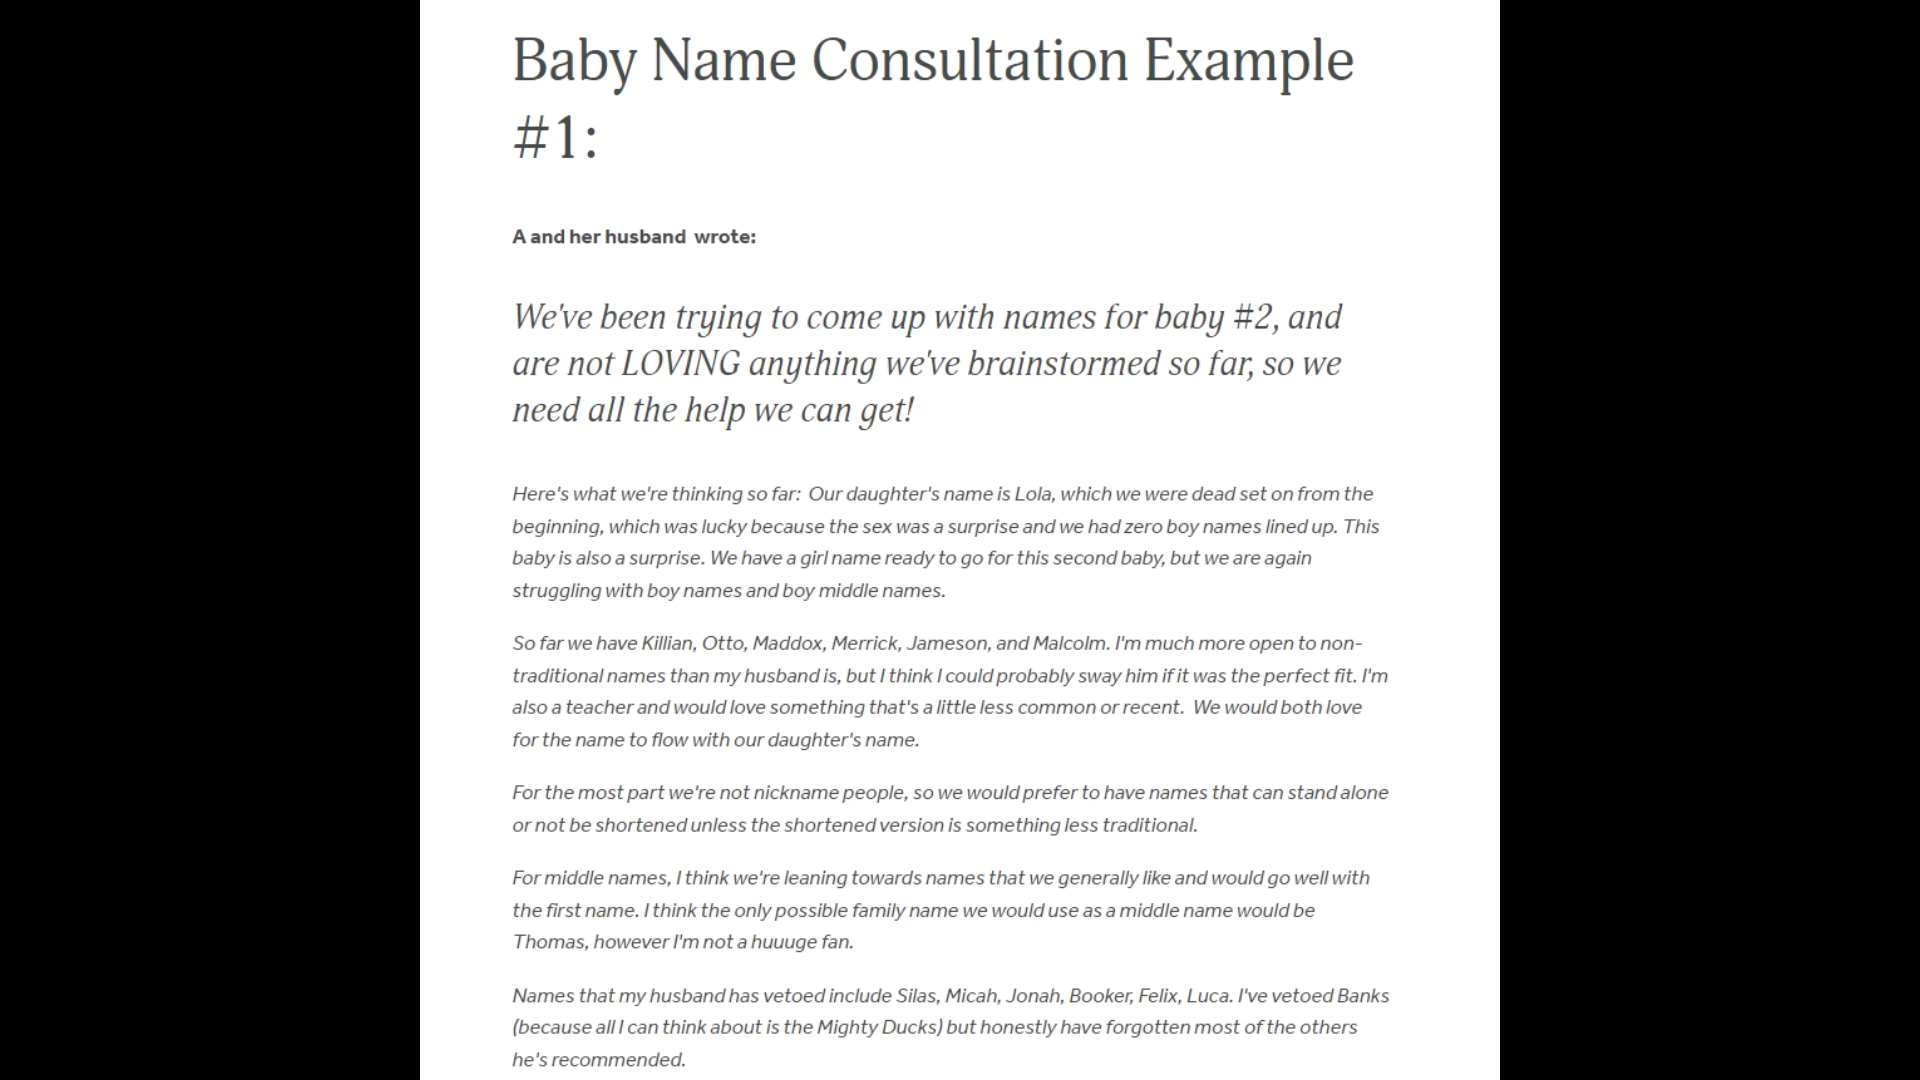 Baby Name Consultation Example
#1:
A and her husband  wrote:
We've been trying to come up with names for baby #2, and
are not LOVING anything we've brainstormed so far, so we
need all the help we can get!
Here's what we're thinking so far:  Our daughter's name is Lola, which we were dead set on from the
beginning, which was lucky because the sex was a surprise and we had zero boy names lined up. This
baby is also a surprise. We have a girl name ready to go for this second baby, but we are again
struggling with boy names and boy middle names.
So far we have Killian, Otto, Maddox, Merrick, Jameson, and Malcolm. I'm much more open to non-
traditional names than my husband is, but I think I could probably sway him if it was the perfect fit. I'm
also a teacher and would love something that's a little less common or recent.  We would both love
for the name to flow with our daughter's name.
For the most part we're not nickname people, so we would prefer to have names that can stand alone
or not be shortened unless the shortened version is something less traditional.
For middle names, I think we're leaning towards names that we generally like and would go well with
the first name. I think the only possible family name we would use as a middle name would be
Thomas, however I'm not a huuuge fan.
Names that my husband has vetoed include Silas, Micah, Jonah, Booker, Felix, Luca. I've vetoed Banks
(because all I can think about is the Mighty Ducks) but honestly have forgotten most of the others
he's recommended.